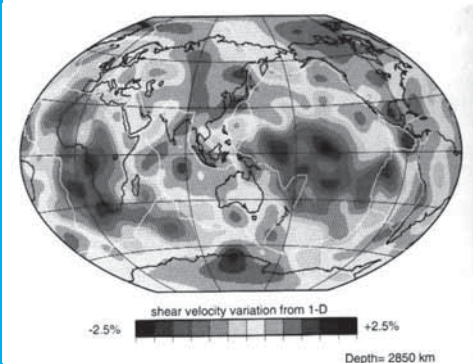 shear velocity variation from 1-D
-2.5% +2.5%
Depth= 2850 km